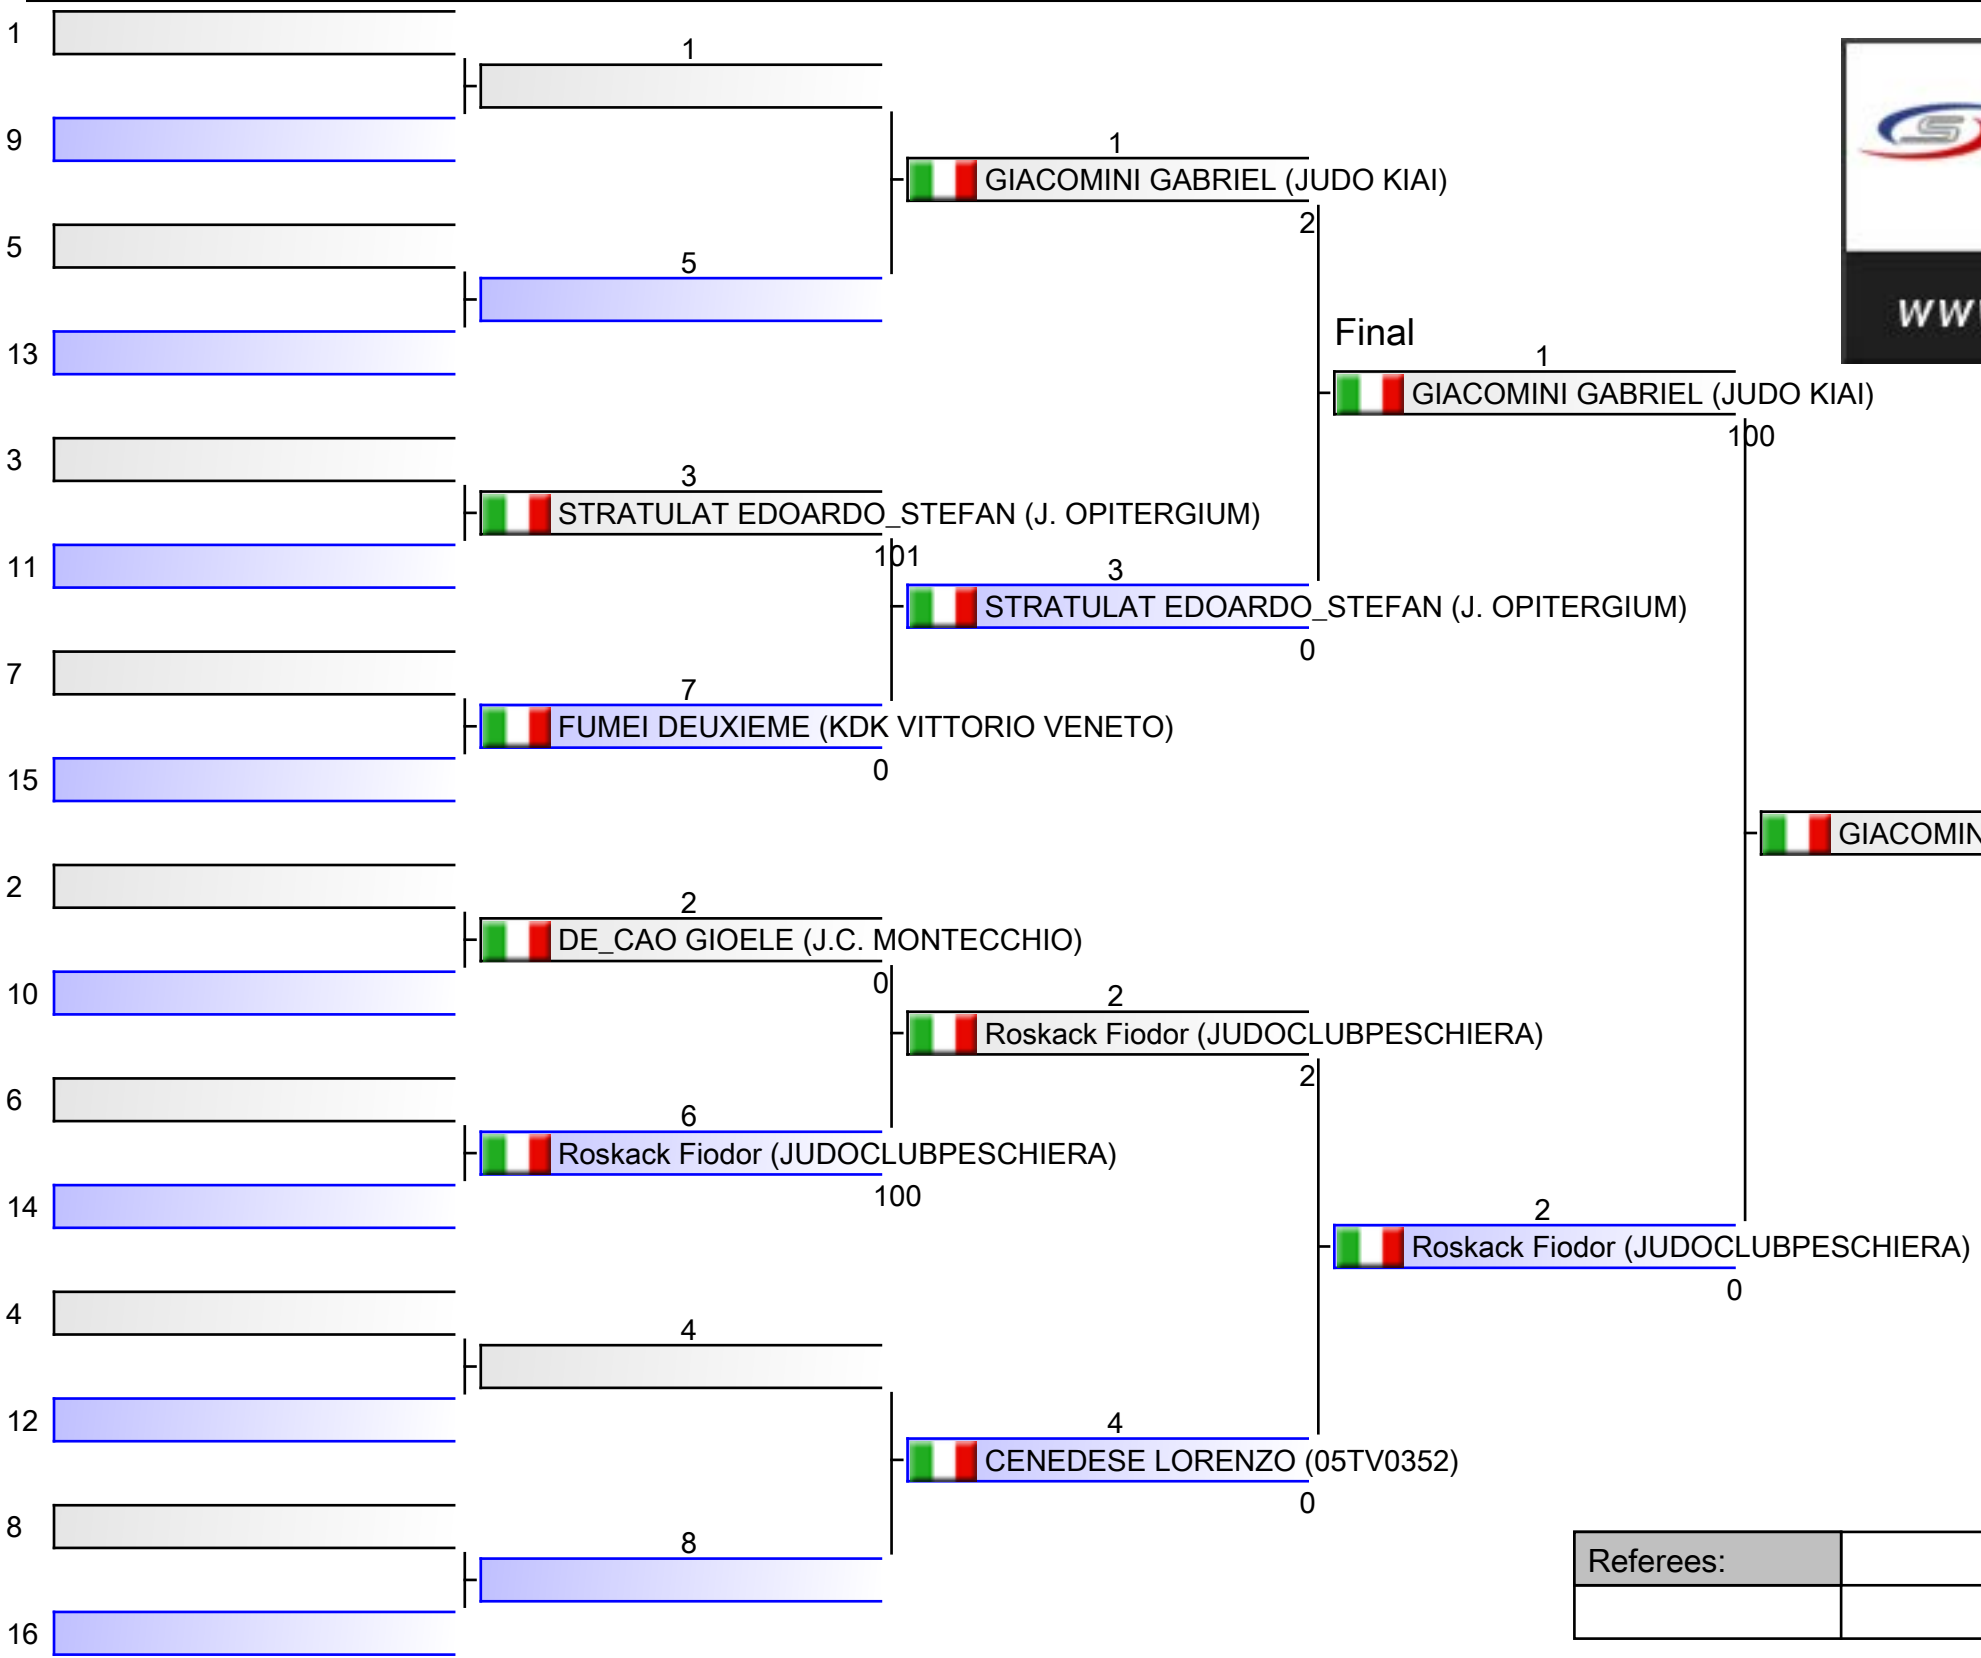 1
9
5
13
3
11
7
15
2
10
6
14
4
12
8
16
1
5
3
STRATULAT EDOARDO_STEFAN (J. OPITERGIUM)
101
7
FUMEI DEUXIEME (KDK VITTORIO VENETO)
0
2
DE_CAO GIOELE (J.C. MONTECCHIO)
0
6
Roskack Fiodor (JUDOCLUBPESCHIERA)
100
4
8
1
GIACOMINI GABRIEL (JUDO KIAI)
2
3
STRATULAT EDOARDO_STEFAN (J. OPITERGIUM)
0
2
Roskack Fiodor (JUDOCLUBPESCHIERA)
2
4
CENEDESE LORENZO (05TV0352)
0
Final
1
GIACOMINI GABRIEL (JUDO KIAI)
100
2
Roskack Fiodor (JUDOCLUBPESCHIERA)
0
GIACOMIN
S
Referees: